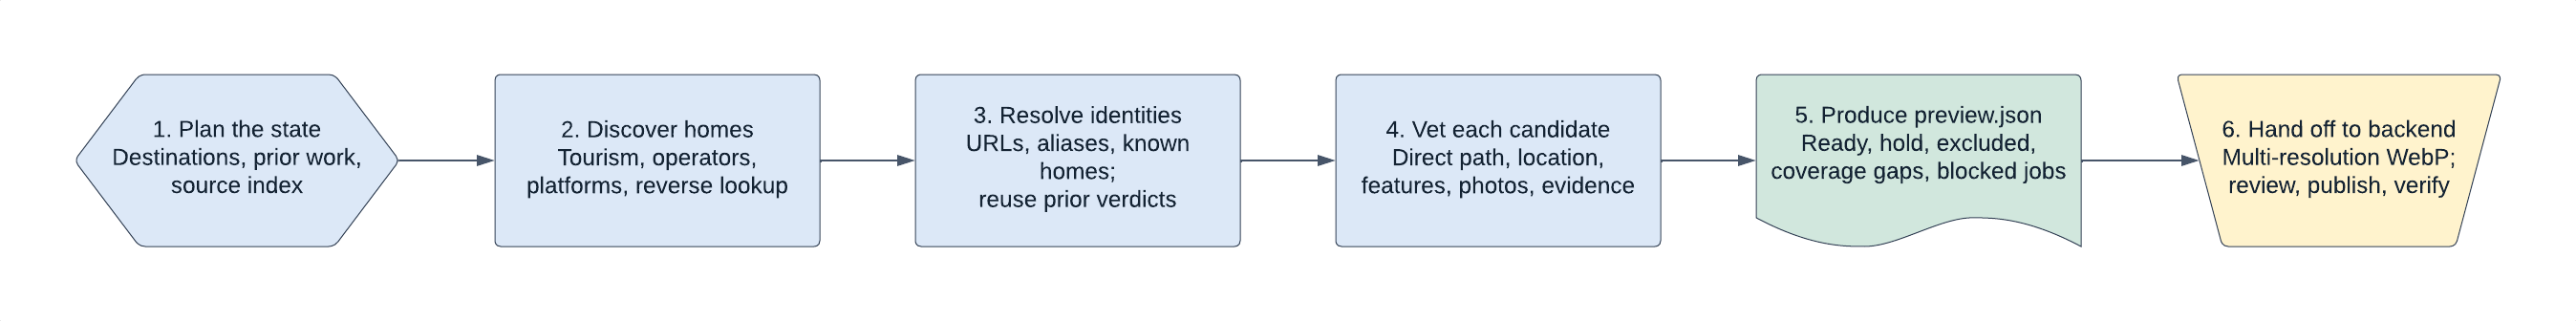 1. Plan the state
Destinations, prior work,
source index
2. Discover homes
Tourism, operators,
platforms, reverse lookup
3. Resolve identities
URLs, aliases, known
homes;
reuse prior verdicts
4. Vet each candidate
Direct path, location,
features, photos, evidence
5. Produce preview.json
Ready, hold, excluded,
coverage gaps, blocked jobs
6. Hand off to backend
Multi-resolution WebP;
review, publish, verify